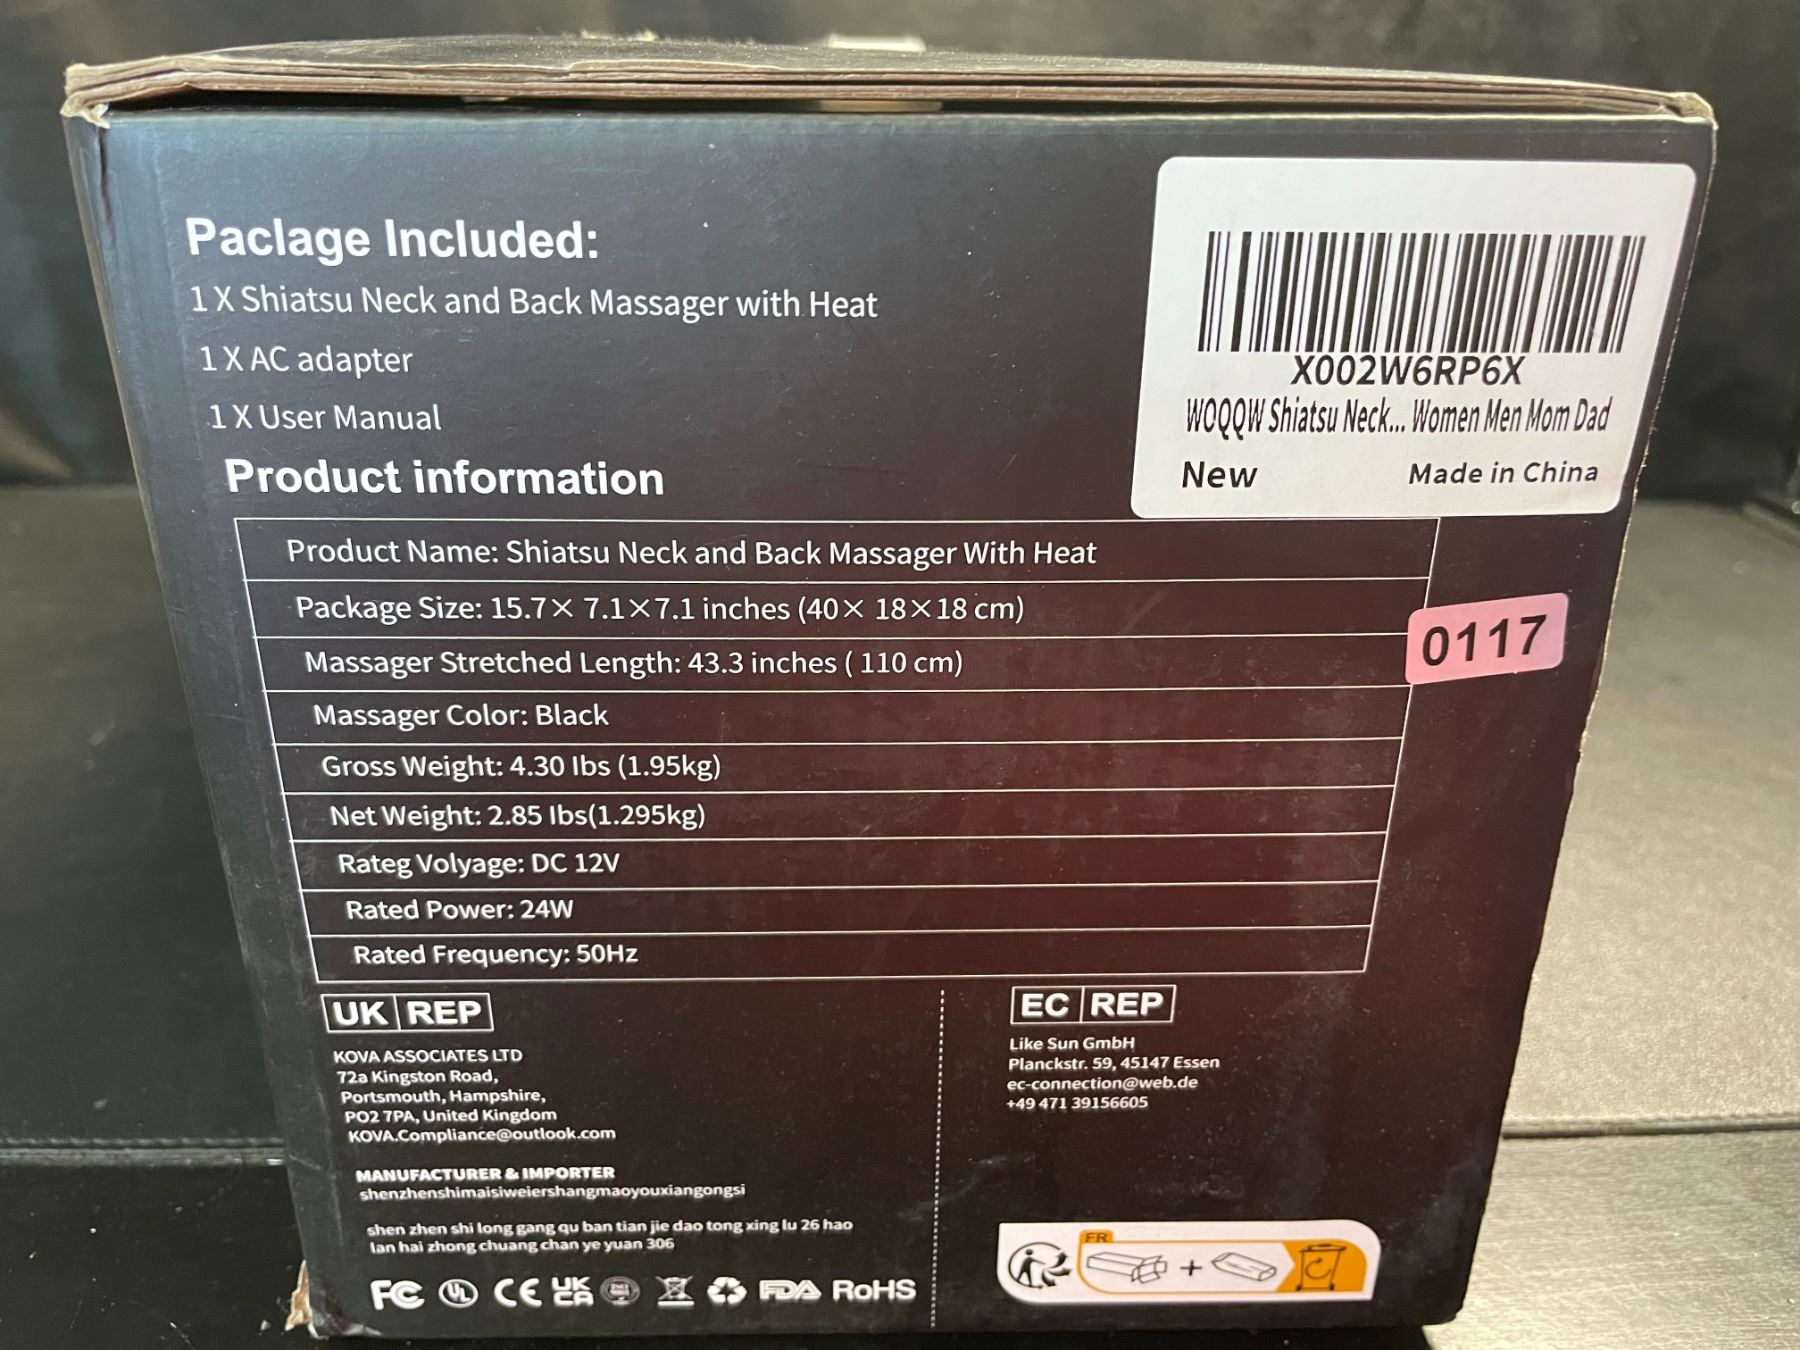 Paclage Included:
1 X Shiatsu Neck and Back Massager with Heat
1 X AC adapter
1 X User Manual
X002W6RP6X
WOQQW Shiatsu Neck... Women Men Mom Dad
New Made in China
Product information
Product Name: Shiatsu Neck and Back Massager With Heat
Package Size: 15.7× 7.1×7.1 inches (40× 18×18 cm)
0117
Massager Stretched Length: 43.3 inches ( 110 cm)
Massager Color: Black
Gross Weight: 4.30 lbs (1.95kg)
Net Weight: 2.85 lbs(1.295kg)
Rateg Volyage: DC 12V
Rated Power: 24W
Rated Frequency: 50Hz
UK REP
KOVA ASSOCIATES LTD
72a Kingston Road,
Portsmouth, Hampshire,
PO2 7PA, United Kingdom
KOVA.Compliance@outlook.com
EC REP
Like Sun GmbH
Planckstr. 59, 45147 Essen
ec-connection@web.de
+49 471 39156605
MANUFACTURER & IMPORTER
shenzhenshimaisiweiershangmaoyouxiangongsi
shen zhen shi long gang qu ban tian jie dao tong xing lu 26 hao
lan hai zhong chuang chan ye yuan 306
FC UL CE UK CA FDA RoHS
FR
+